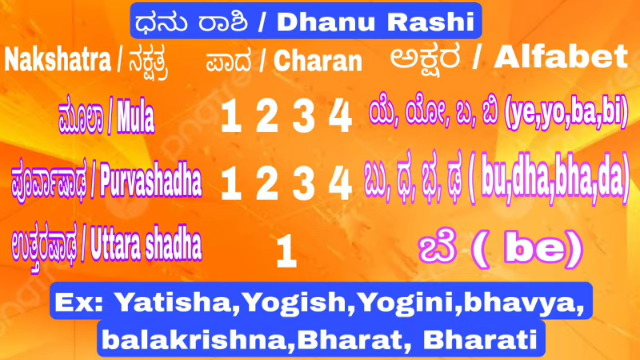 ಧನು ರಾಶಿ / Dhanu Rashi
Nakshatra / ನಕ್ಷತ್ರ ಪಾದ / Charan ಅಕ್ಷರ / Alfabet
ಮೂಲಾ / Mula 1 2 3 4 ಯೆ, ಯೋ, ಬ, ಬಿ (ye,yo,ba,bi)
ಪೂರ್ವಾಷಾಢ / Purvashadha 1 2 3 4 ಬು, ಧ, ಭ, ಢ ( bu,dha,bha,da)
ಉತ್ತರಷಾಢ / Uttara shadha 1 ಬೆ ( be)
Ex: Yatisha,Yogish,Yogini,bhavya,
balakrishna,Bharat, Bharati